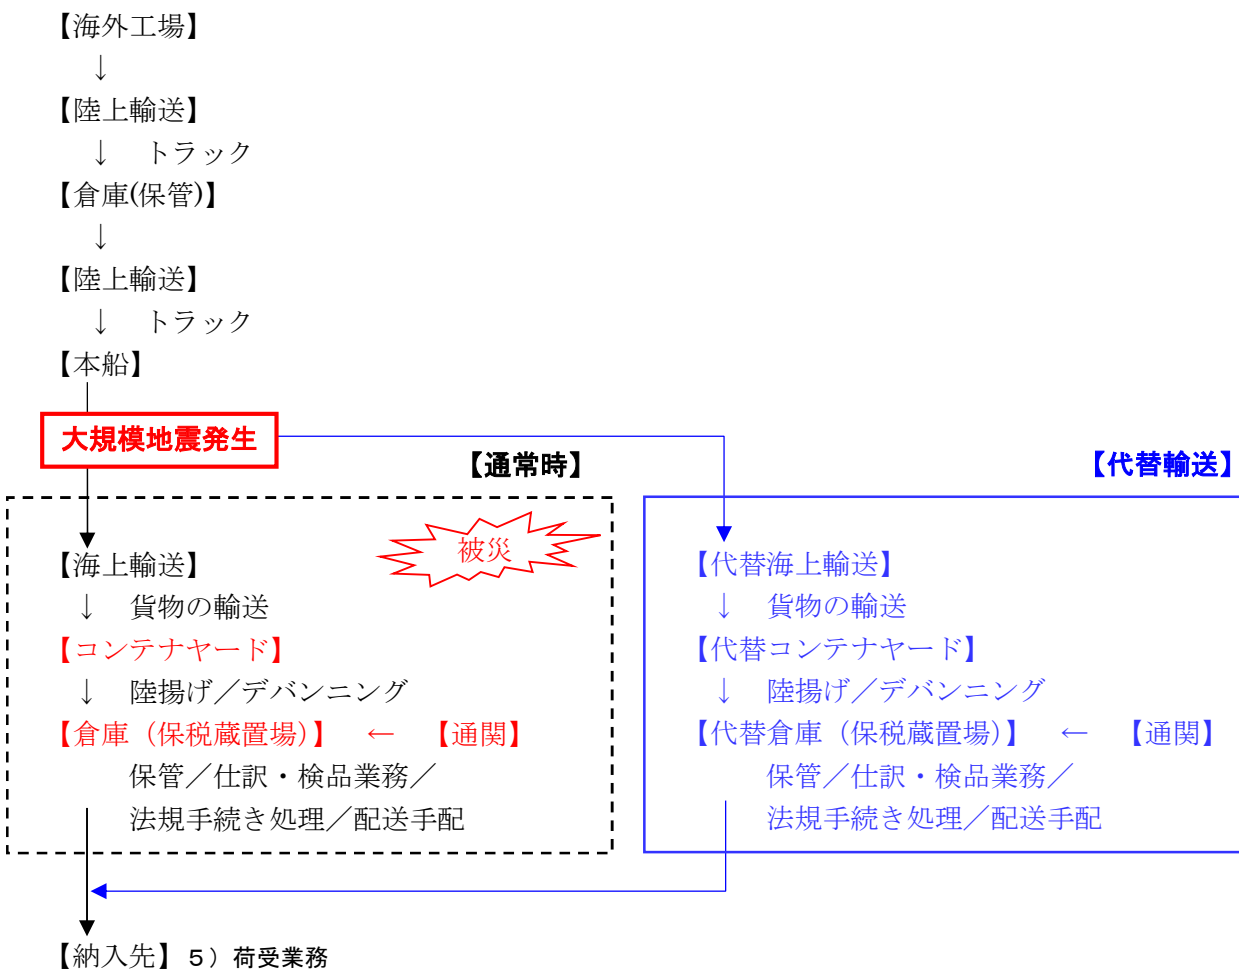 【海外工場】
↓
【陸上輸送】
↓ トラック
【倉庫(保管)】
↓
【陸上輸送】
↓ トラック
【本船】
大規模地震発生
【通常時】
被災
【海上輸送】
↓ 貨物の輸送
【コンテナヤード】
↓ 陸揚げ／デバンニング
【倉庫（保税蔵置場）】 ← 【通関】
保管／仕訳・検品業務／
法規手続き処理／配送手配
【代替輸送】
【代替海上輸送】
↓ 貨物の輸送
【代替コンテナヤード】
↓ 陸揚げ／デバンニング
【代替倉庫（保税蔵置場）】 ← 【通関】
保管／仕訳・検品業務／
法規手続き処理／配送手配
【納入先】５）荷受業務